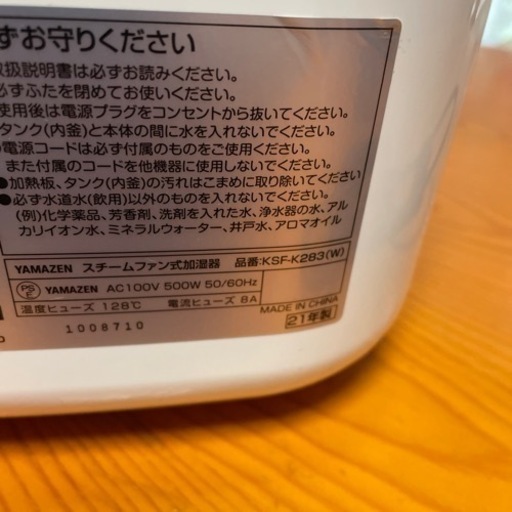 ずお守りください
取扱説明書は必ずお読みください。
必ずふたを閉めてお使いください。
使用後は電源プラグをコンセントから抜いてください。
タンク(内釜)と本体の間に水を入れないでください。
電源コードは必ず付属のものをご使用ください。
また付属のコードを他機器に使用しないでください。
●加熱板、タンク(内釜)の汚れはこまめに取り除いてください
●必ず水道水(飲用)以外のものを入れないでください。
(例)化学薬品、芳香剤、洗剤を入れた水、浄水器の水、アル
カリイオン水、ミネラルウォーター、井戸水、アロマオイル
YAMAZEN スチームファン式加湿器 品番:KSF-K283(W)
PS E YAMAZEN AC100V 500W 50/60Hz
温度ヒューズ 128℃ 電流ヒューズ 8A
MADE IN CHINA
1008710
21年製